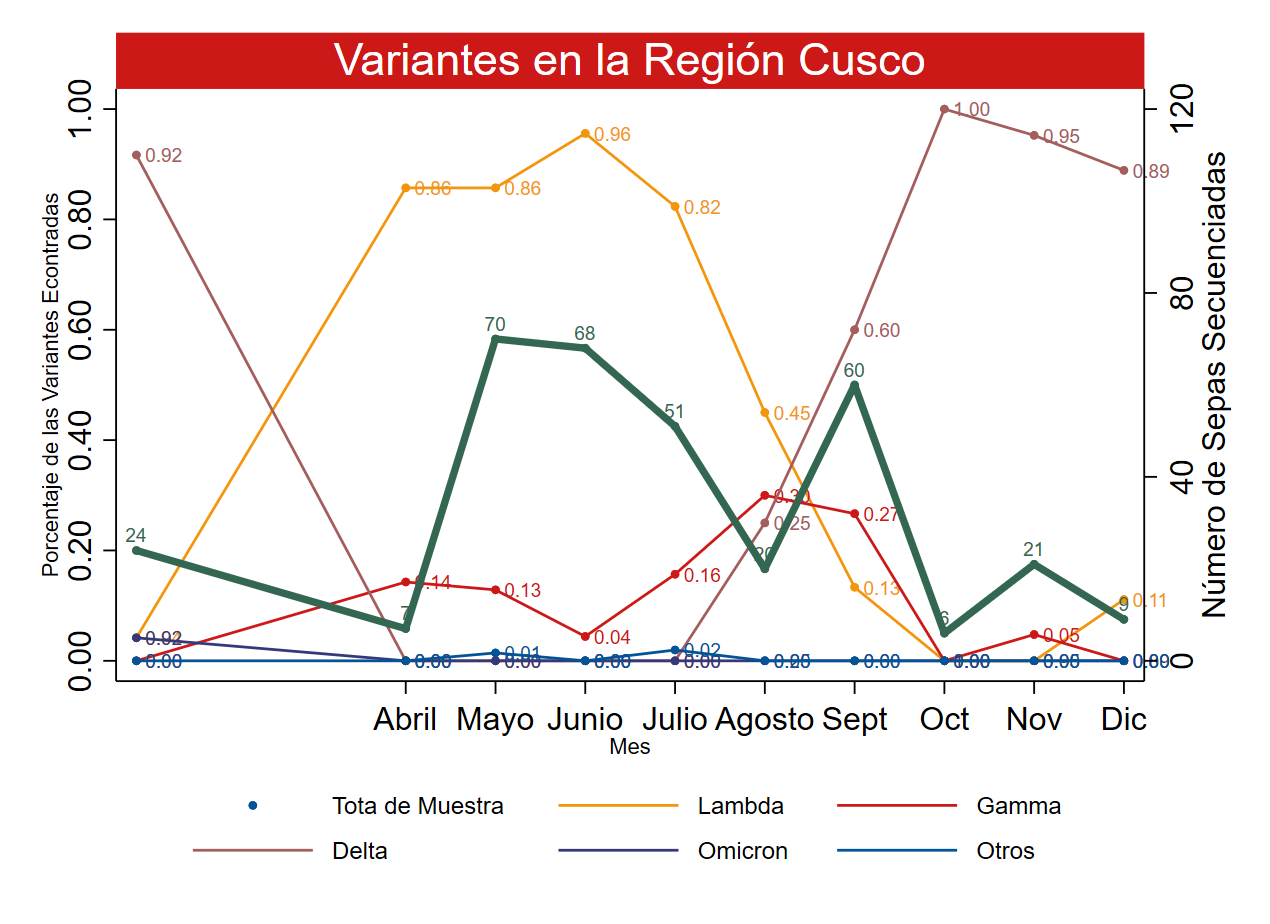 Variantes en la Región Cusco
Porcentaje de las Variantes Econtradas
0.00 0.20 0.40 0.60 0.80 1.00
Número de Sepas Secuenciadas
0 40 80 120
0.92
0.86 0.86 0.96 0.82 0.45 0.13 0.11
1.00 0.95 0.89
0.60
0.25
24 7 70 68 51 20 60 6 21 9
0.14 0.13 0.04 0.16 0.30 0.27 0.05
0.01 0.02
0.00
Abril Mayo Junio Julio Agosto Sept Oct Nov Dic
Mes
Tota de Muestra Lambda Gamma
Delta Omicron Otros